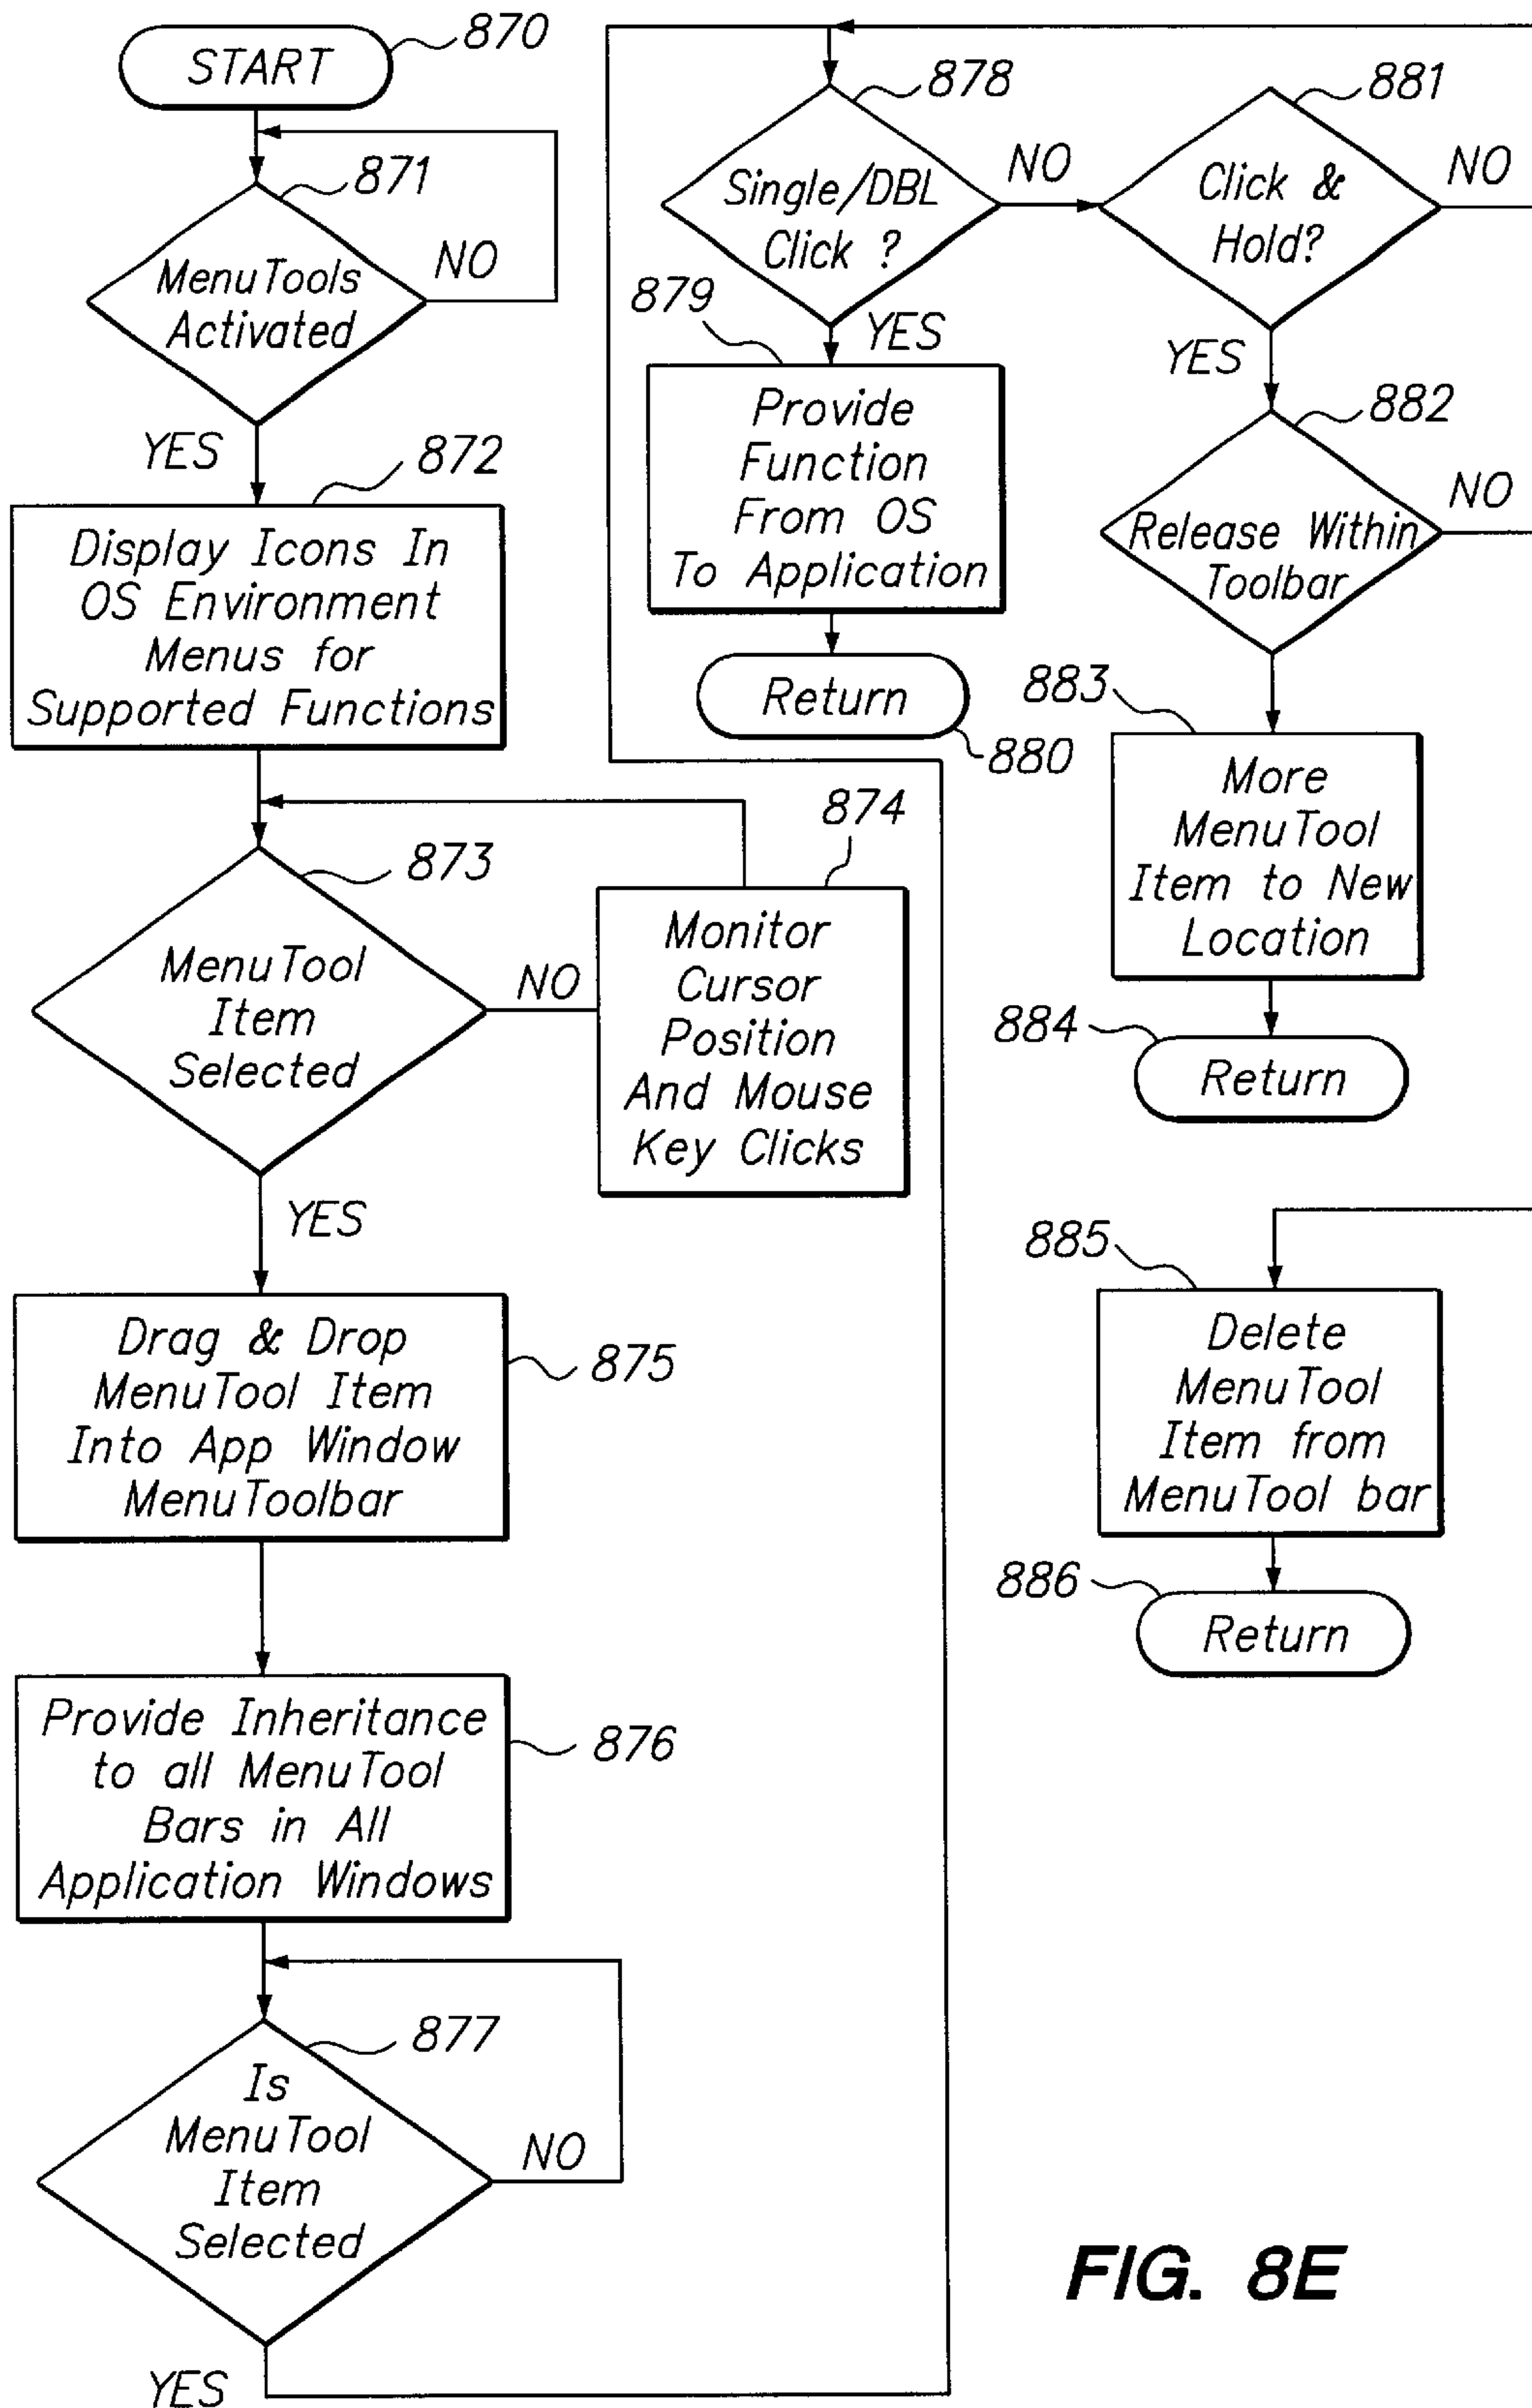 START
870
871
MenuTools
Activated
NO
YES
872
Display Icons In
OS Environment
Menus for
Supported Functions
873
MenuTool
Item
Selected
NO
874
Monitor
Cursor
Position
And Mouse
Key Clicks
YES
Drag & Drop
MenuTool Item
Into App Window
MenuToolbar
875
Provide Inheritance
to all MenuTool
Bars in All
Application Windows
876
877
Is
MenuTool
Item
Selected
NO
YES
878
Single/DBL
Click ?
NO
YES
879
Provide
Function
From OS
To Application
Return
880
881
Click &
Hold?
NO
YES
882
Release Within
Toolbar
NO
883
More
MenuTool
Item to New
Location
884
Return
885
Delete
MenuTool
Item from
MenuTool bar
886
Return
FIG. 8E